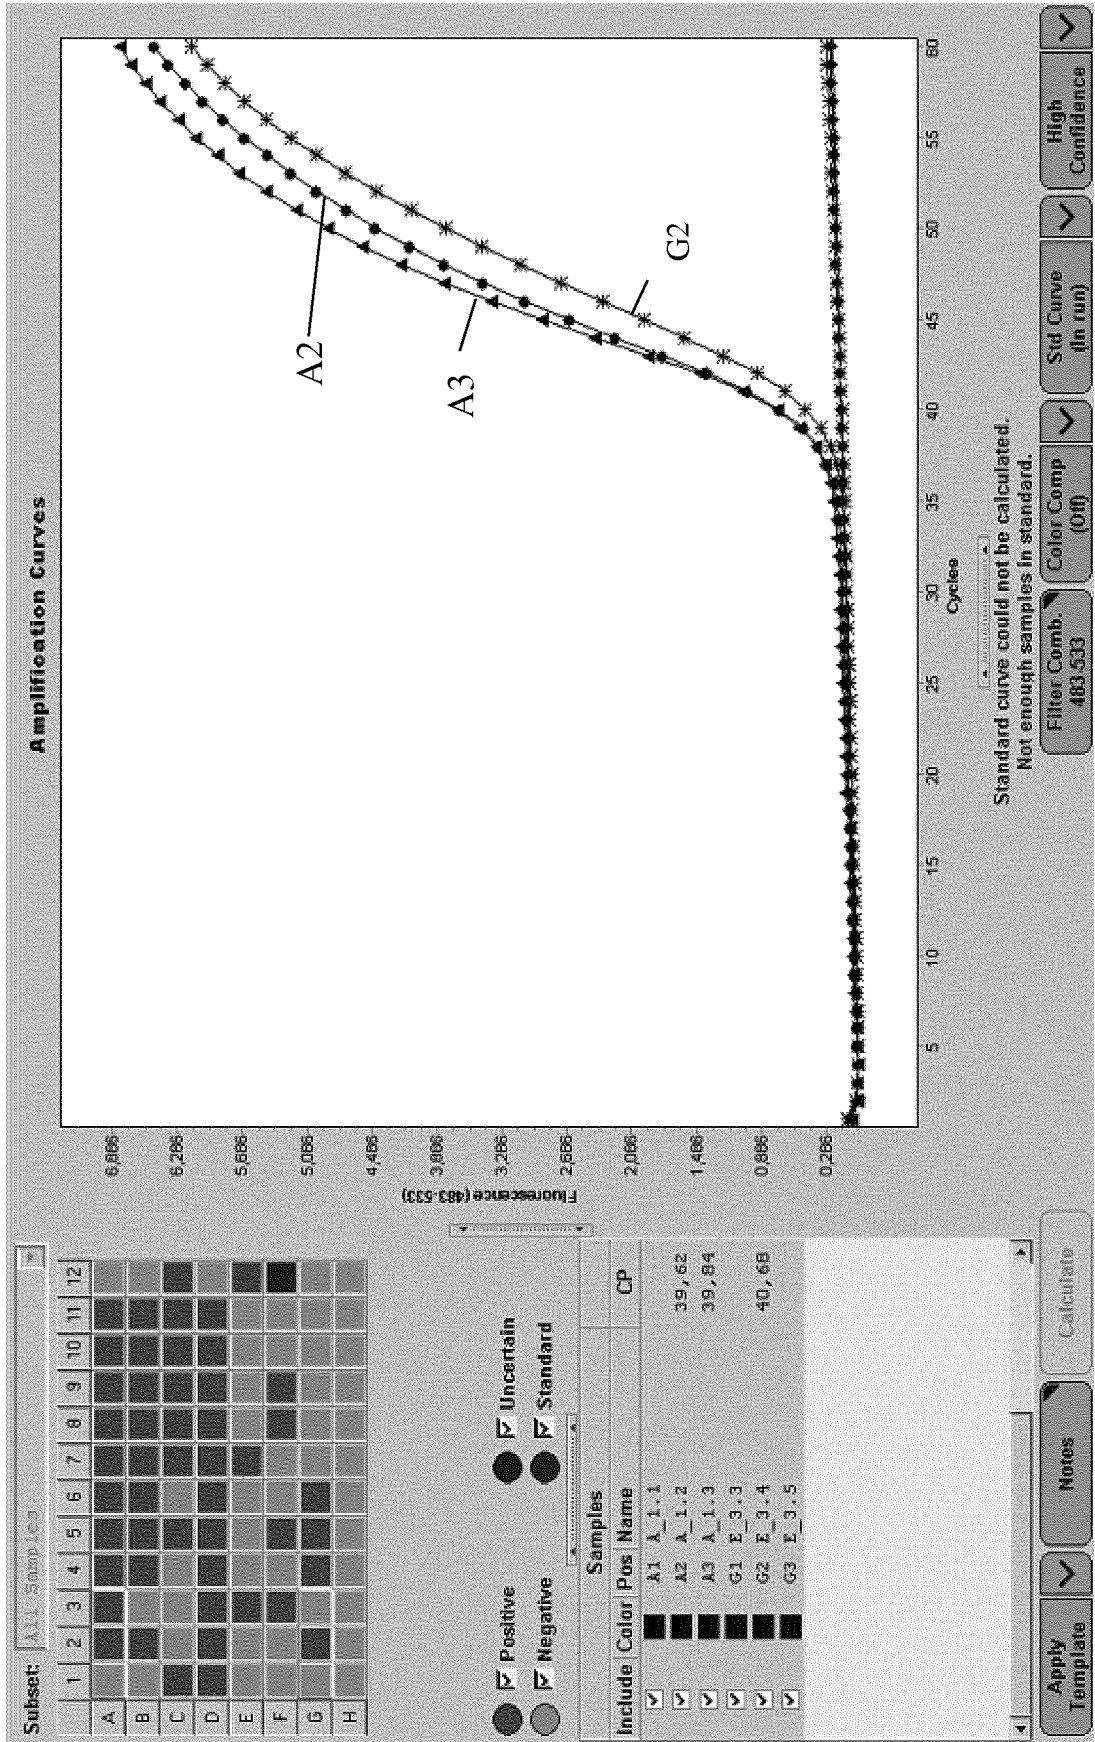 Subset:
All Samples
1 2 3 4 5 6 7 8 9 10 11 12
A
B
C
D
E
F
G
H
Positive
Uncertain
Negative
Standard
Samples
Include Color Pos Name CP
A1 A_1.1
A2 A_1.2 39,62
A3 A_1.3 39,84
G1 E_3.3
G2 E_3.4 40,68
G3 E_3.5
Amplification Curves
Fluorescence (483-533)
6,886
6,286
5,686
5,086
4,486
3,886
3,286
2,686
2,086
1,486
0,886
0,286
A2
A3
G2
5 10 15 20 25 30 35 40 45 50 55 60
Cycles
Standard curve could not be calculated.
Not enough samples in standard.
Apply
Template
Notes
Calculate
Filter Comb.
483-533
Color Comp
(Off)
Std Curve
(In run)
High
Confidence